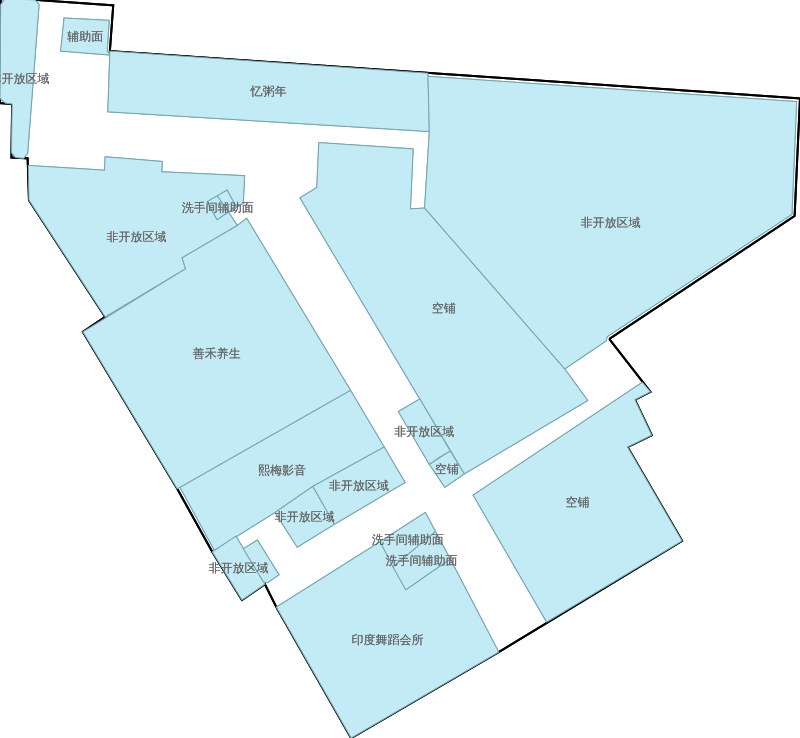 辅助面
非开放区域
忆粥年
洗手间辅助面
非开放区域
非开放区域
空铺
善禾养生
非开放区域
空铺
熙梅影音
非开放区域
空铺
非开放区域
洗手间辅助面
洗手间辅助面
非开放区域
印度舞蹈会所